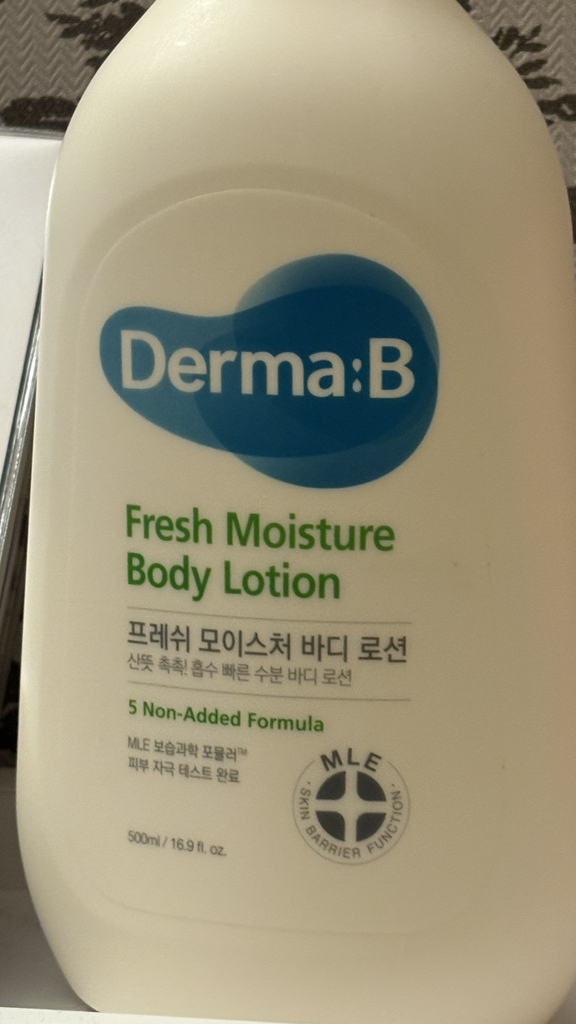 Derma:B
Fresh Moisture
Body Lotion
프레쉬 모이스처 바디 로션
산뜻 촉촉! 흡수 빠른 수분 바디 로션
5 Non-Added Formula
MLE 보습과학 포뮬러™
피부 자극 테스트 완료
500ml / 16.9 fl. oz.
MLE
· SKIN BARRIER FUNCTION ·